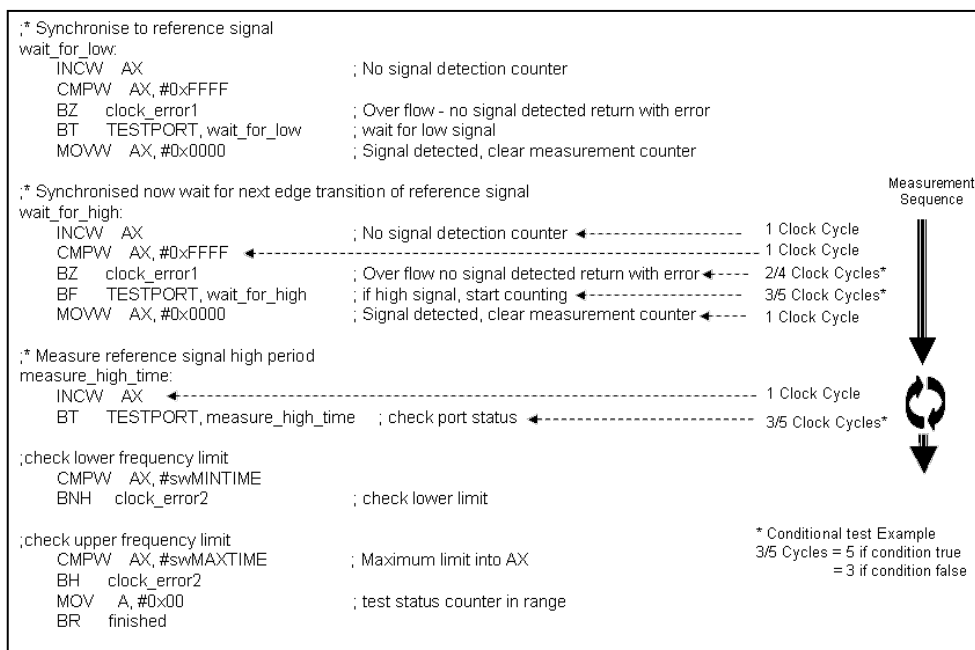 ;* Synchronise to reference signal
wait_for_low:
INCW AX ; No signal detection counter
CMPW AX, #0xFFFF
BZ clock_error1 ; Over flow - no signal detected return with error
BT TESTPORT, wait_for_low ; wait for low signal
MOVW AX, #0x0000 ; Signal detected, clear measurement counter
;* Synchronised now wait for next edge transition of reference signal
Measurement
Sequence
wait_for_high:
INCW AX ; No signal detection counter 1 Clock Cycle
CMPW AX, #0xFFFF 1 Clock Cycle
BZ clock_error1 ; Over flow no signal detected return with error 2/4 Clock Cycles*
BF TESTPORT, wait_for_high ; if high signal, start counting 3/5 Clock Cycles*
MOVW AX, #0x0000 ; Signal detected, clear measurement counter 1 Clock Cycle
;* Measure reference signal high period
measure_high_time:
INCW AX 1 Clock Cycle
BT TESTPORT, measure_high_time ; check port status 3/5 Clock Cycles*
;check lower frequency limit
CMPW AX, #swMINTIME
BNH clock_error2 ; check lower limit
;check upper frequency limit
CMPW AX, #swMAXTIME ; Maximum limit into AX
BH clock_error2
MOV A, #0x00 ; test status counter in range
BR finished
* Conditional test Example
3/5 Cycles = 5 if condition true
= 3 if condition false